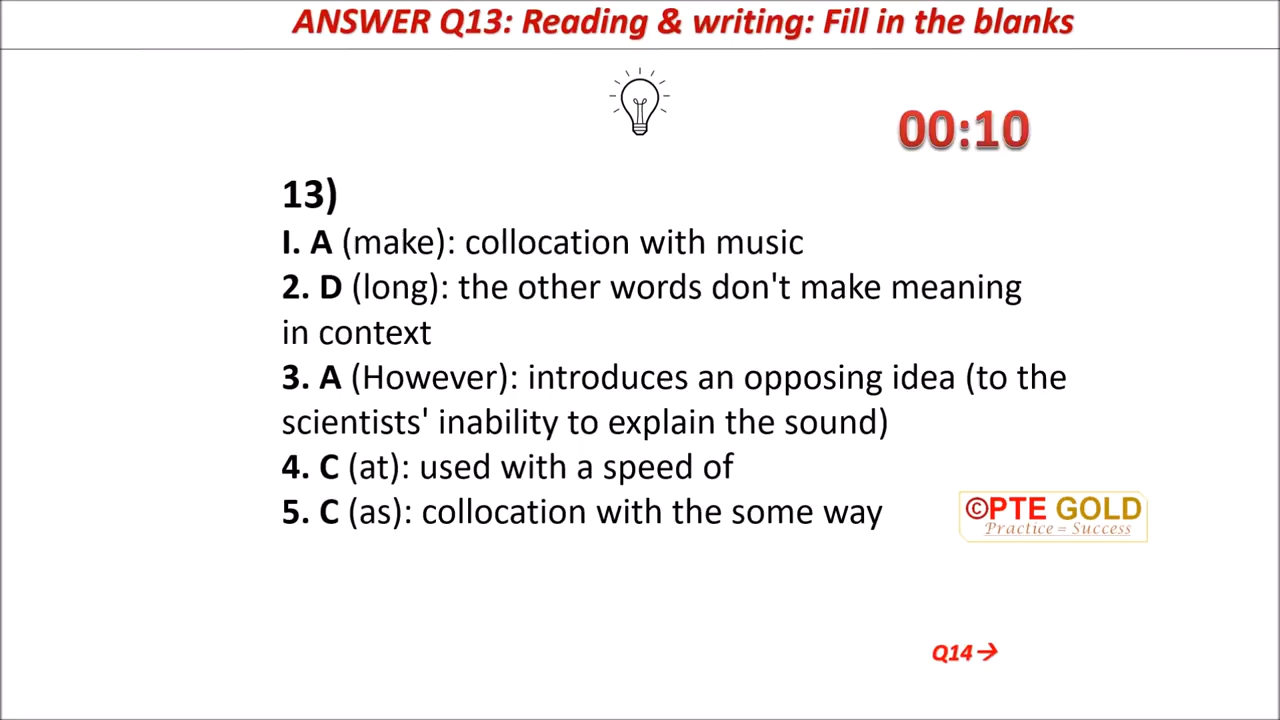 ANSWER Q13: Reading & writing: Fill in the blanks
00:10
13)
I. A (make): collocation with music
2. D (long): the other words don't make meaning
in context
3. A (However): introduces an opposing idea (to the
scientists' inability to explain the sound)
4. C (at): used with a speed of
5. C (as): collocation with the some way
©PTE GOLD
Practice = Success
Q14→